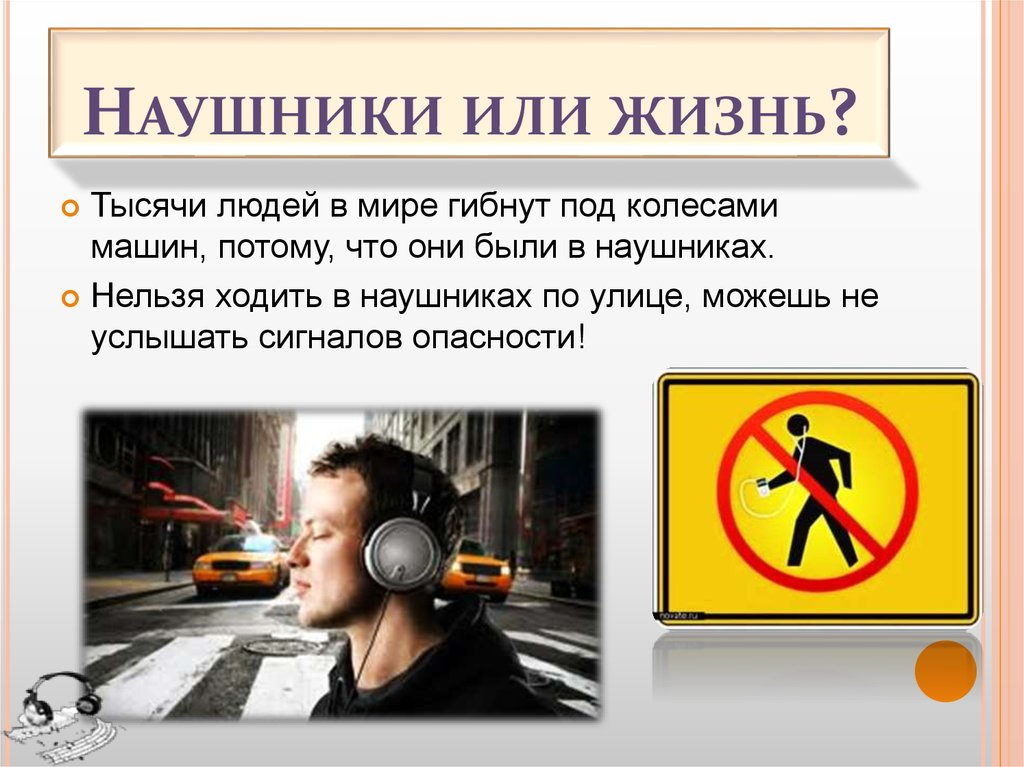 Наушники или жизнь?
Тысячи людей в мире гибнут под колесами
машин, потому, что они были в наушниках.
Нельзя ходить в наушниках по улице, можешь не
услышать сигналов опасности!
novate.ru